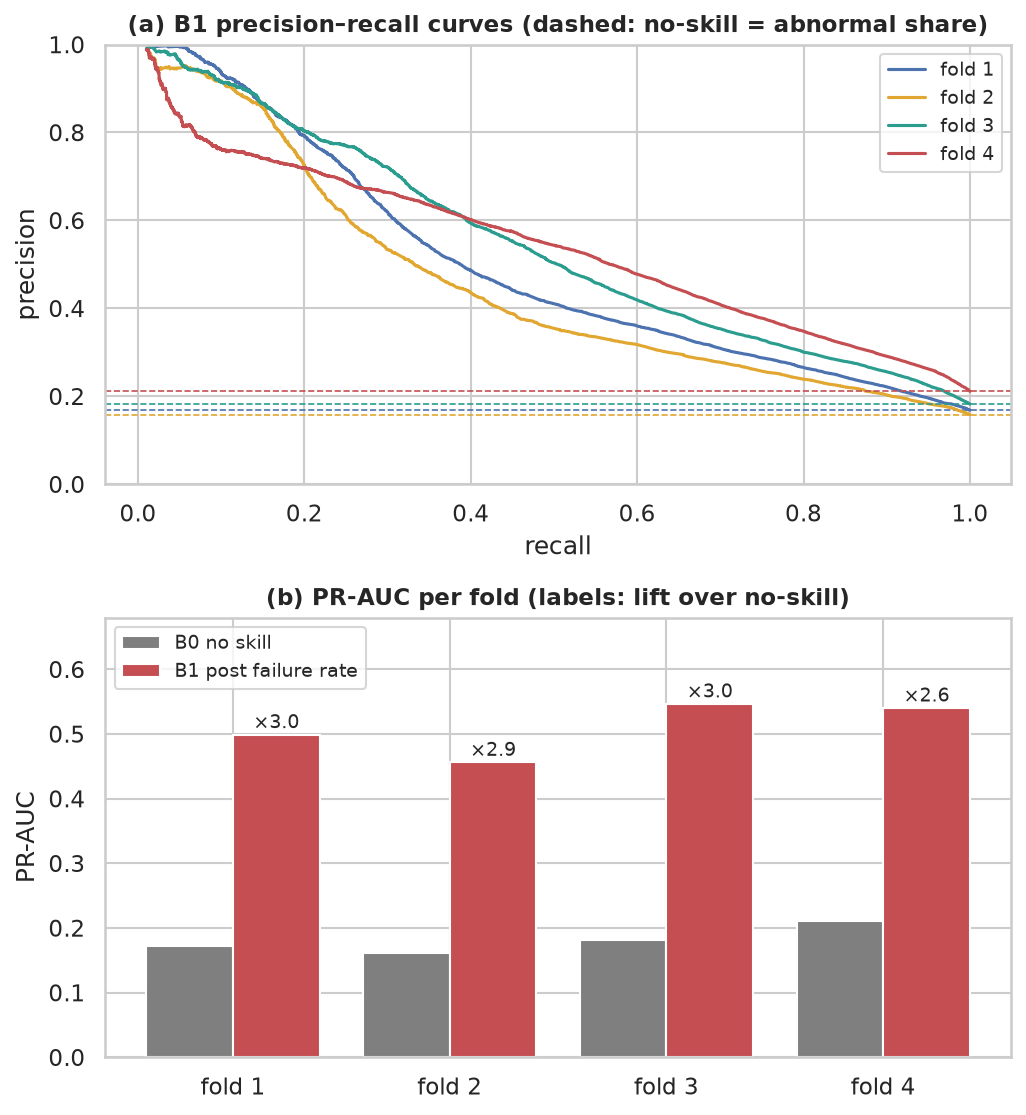 (a) B1 precision–recall curves (dashed: no-skill = abnormal share)
1.0
0.8
0.6
0.4
0.2
0.0
precision
fold 1
fold 2
fold 3
fold 4
0.0 0.2 0.4 0.6 0.8 1.0
recall
(b) PR-AUC per fold (labels: lift over no-skill)
0.6
0.5
0.4
0.3
0.2
0.1
0.0
PR-AUC
B0 no skill
B1 post failure rate
×3.0
×2.9
×3.0
×2.6
fold 1 fold 2 fold 3 fold 4